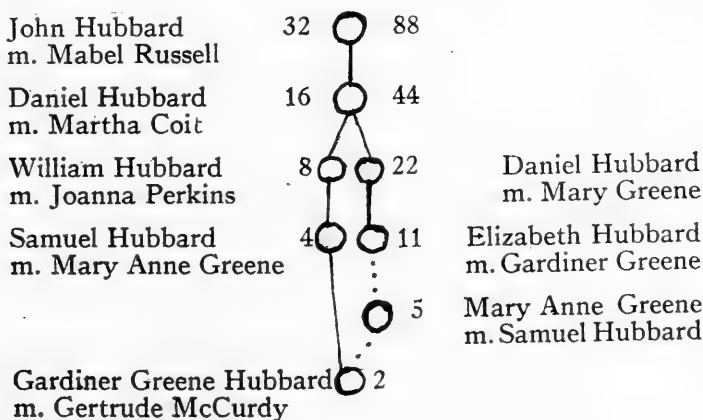 John Hubbard 32 88
m. Mabel Russell
Daniel Hubbard 16 44
m. Martha Coit
William Hubbard 8 22 Daniel Hubbard
m. Joanna Perkins m. Mary Greene
Samuel Hubbard 4 11 Elizabeth Hubbard
m. Mary Anne Greene m. Gardiner Greene
5 Mary Anne Greene
m. Samuel Hubbard
Gardiner Greene Hubbard 2
m. Gertrude McCurdy